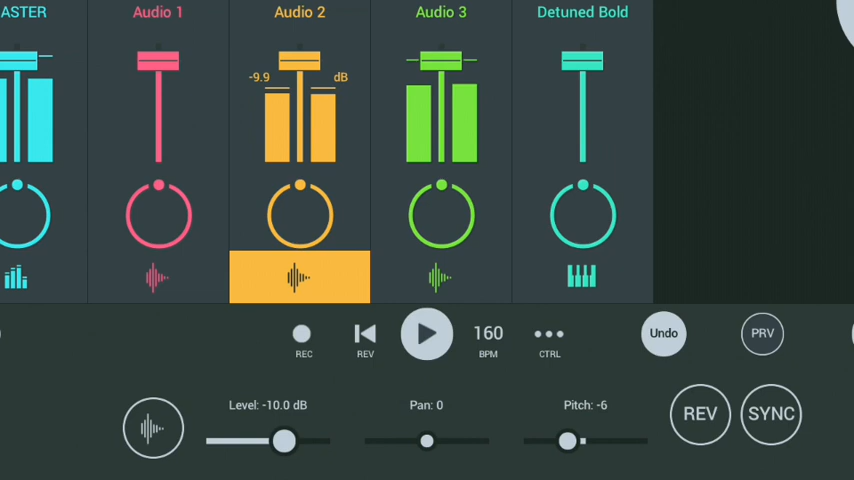 ASTER
Audio 1
Audio 2
Audio 3
Detuned Bold
-9.9 dB
160
REC
REV
BPM
CTRL
Undo
PRV
Level: -10.0 dB
Pan: 0
Pitch: -6
REV
SYNC